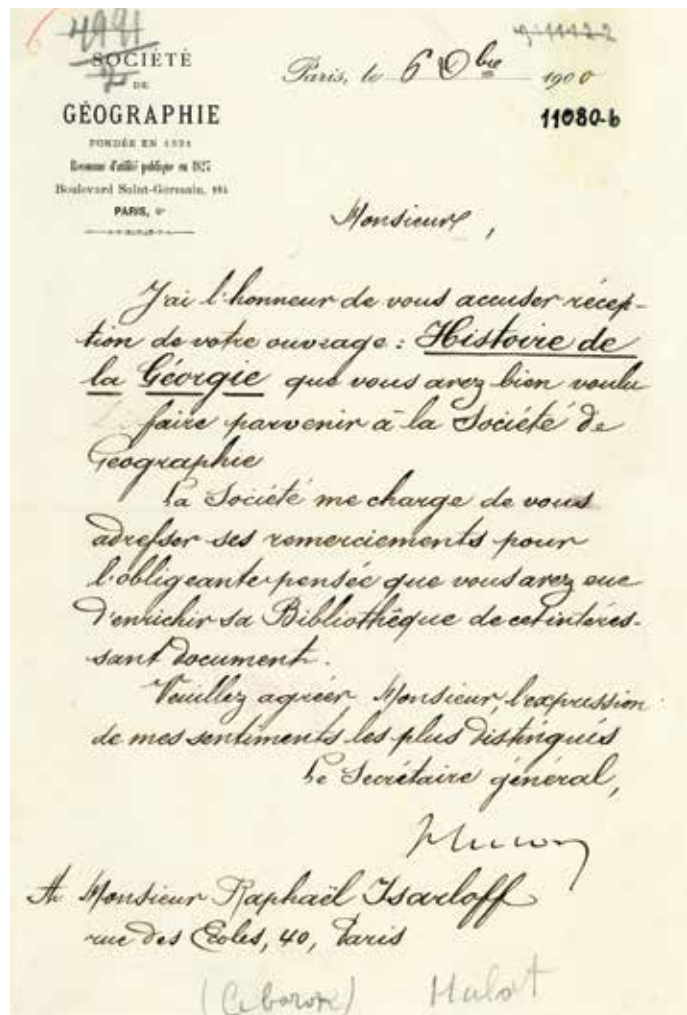 4991
2
SOCIÉTÉ
DE
GÉOGRAPHIE
FONDÉE EN 1821
Reconnue d'utilité publique en 1827
Boulevard Saint-Germain, 184
PARIS, 6e
Paris, le 6 Obre 1900
11080-b
Monsieur,
J'ai l'honneur de vous accuser récep-
tion de votre ouvrage : Histoire de
la Géorgie que vous avez bien voulu
faire parvenir à la Société de
Géographie
La Société me charge de vous
adresser ses remerciements pour
l'obligeante pensée que vous avez eue
d'enrichir sa Bibliothèque de cet intéres-
sant document.
Veuillez agréer, Monsieur, l'expression
de mes sentiments les plus distingués
Le Secrétaire général,
A Monsieur Raphaël Isarloff
rue des Ecoles, 40, Paris
(Le baron) Hulot